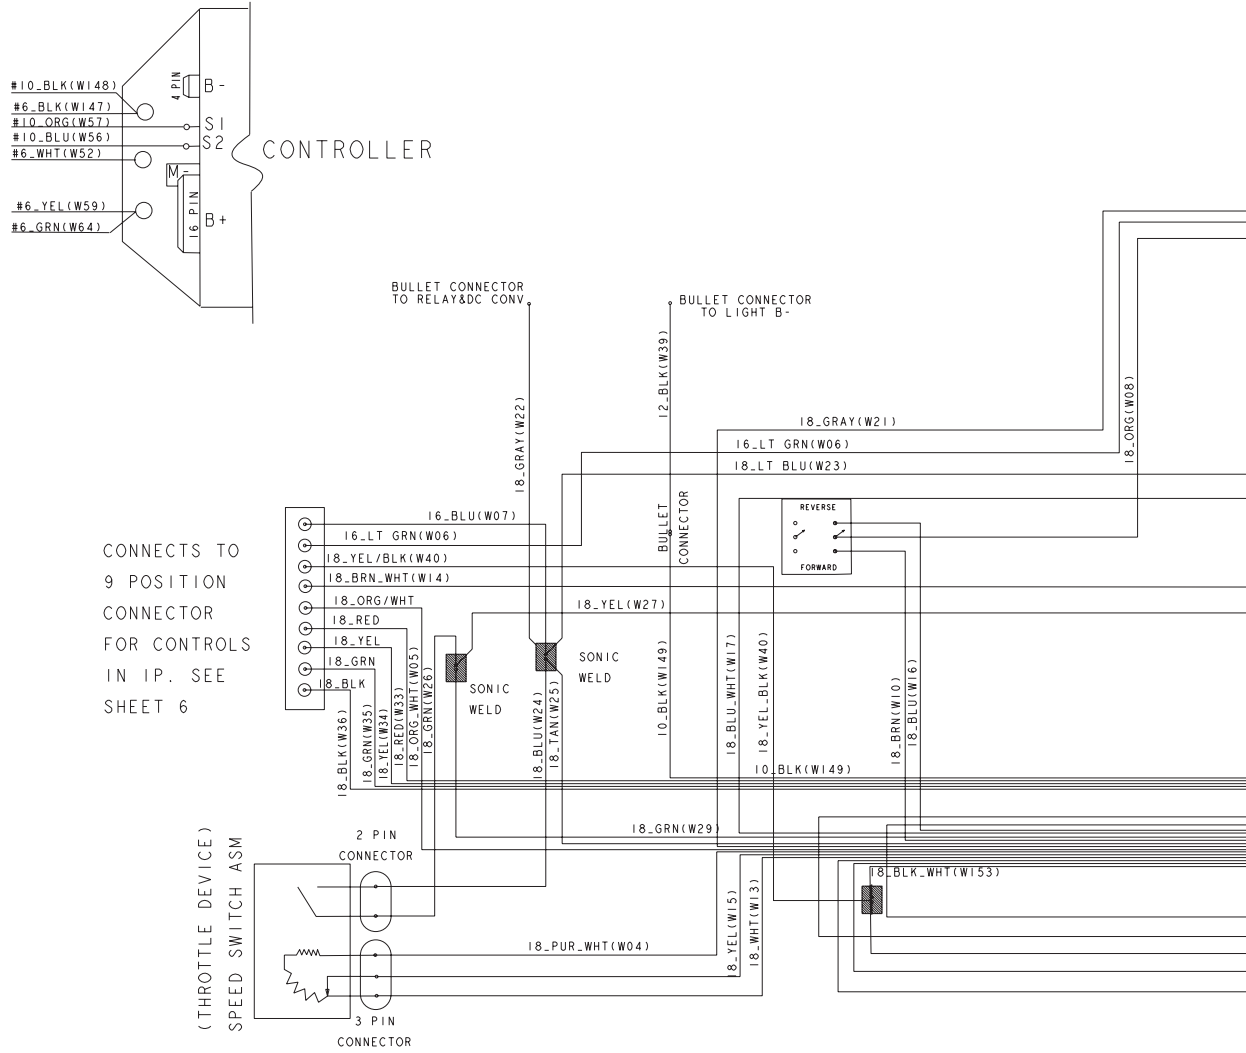 #10_BLK(W148)
#6_BLK(W147)
#10_ORG(W57)
#10_BLU(W56)
#6_WHT(W52)
#6_YEL(W59)
#6_GRN(W64)
4 PIN
B-
S1
S2
M-
16 PIN
B+
CONTROLLER
BULLET CONNECTOR
TO RELAY&DC CONV
BULLET CONNECTOR
TO LIGHT B-
18_GRAY(W22)
12_BLK(W39)
18_GRAY(W21)
16_LT GRN(W06)
18_LT BLU(W23)
18_ORG(W08)
BULLET
CONNECTOR
REVERSE
FORWARD
CONNECTS TO
9 POSITION
CONNECTOR
FOR CONTROLS
IN IP. SEE
SHEET 6
16_BLU(W07)
16_LT GRN(W06)
18_YEL/BLK(W40)
18_BRN_WHT(W14)
18_ORG/WHT
18_RED
18_YEL
18_GRN
18_BLK
18_YEL(W27)
SONIC
WELD
SONIC
WELD
18_BLK(W36)
18_GRN(W35)
18_YEL(W34)
18_RED(W33)
18_ORG_WHT(W05)
18_GRN(W26)
18_BLU(W24)
18_TAN(W25)
10_BLK(W149)
18_BLU_WHT(W17)
18_YEL_BLK(W40)
18_BRN(W10)
18_BLU(W16)
10_BLK(W149)
18_GRN(W29)
18_BLK_WHT(W153)
(THROTTLE DEVICE)
SPEED SWITCH ASM
2 PIN
CONNECTOR
18_PUR_WHT(W04)
18_YEL(W15)
18_WHT(W13)
3 PIN
CONNECTOR